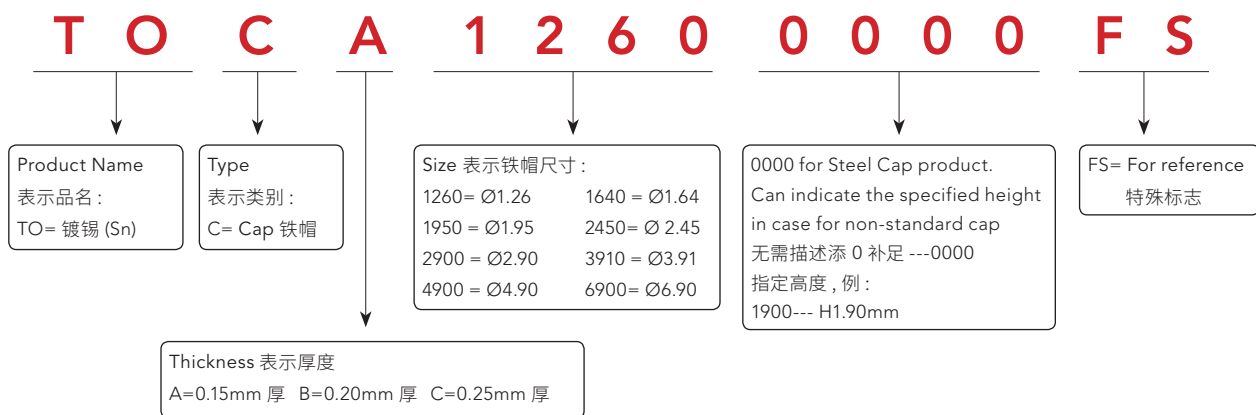 T O C A 1 2 6 0 0 0 0 0 F S
Product Name
表示品名 :
TO= 镀锡 (Sn)
Type
表示类别 :
C= Cap 铁帽
Size 表示铁帽尺寸 :
1260= Ø1.26 1640 = Ø1.64
1950 = Ø1.95 2450= Ø 2.45
2900 = Ø2.90 3910 = Ø3.91
4900 = Ø4.90 6900= Ø6.90
0000 for Steel Cap product.
Can indicate the specified height
in case for non-standard cap
无需描述添 0 补足 ---0000
指定高度 , 例 :
1900--- H1.90mm
FS= For reference
特殊标志
Thickness 表示厚度
A=0.15mm 厚 B=0.20mm 厚 C=0.25mm 厚